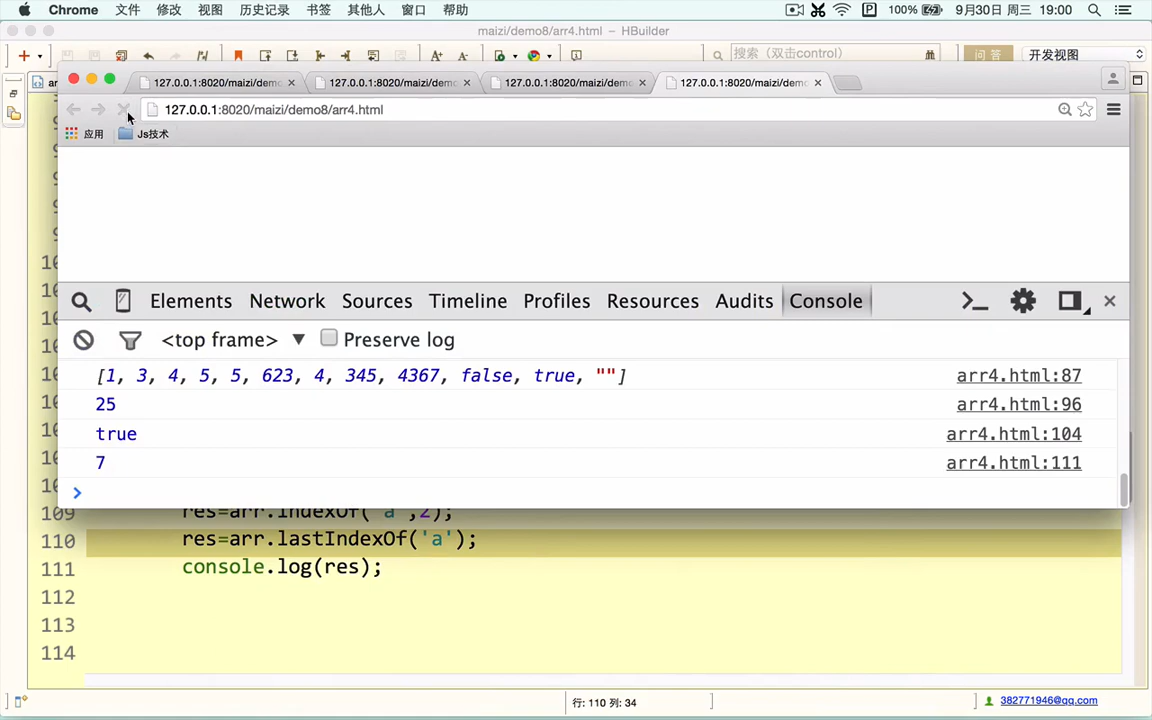 Chrome 文件 修改 视图 历史记录 书签 其他人 窗口 帮助 P 100% 9月30日 周三 19:00
maizi/demo8/arr4.html – HBuilder
搜索（双击control） 问 答 开发视图
127.0.0.1:8020/maizi/demo 127.0.0.1:8020/maizi/demo 127.0.0.1:8020/maizi/demo 127.0.0.1:8020/maizi/demo
127.0.0.1:8020/maizi/demo8/arr4.html
应用 Js技术
Elements Network Sources Timeline Profiles Resources Audits Console
<top frame> Preserve log
[1, 3, 4, 5, 5, 623, 4, 345, 4367, false, true, ""] arr4.html:87
25 arr4.html:96
true arr4.html:104
7 arr4.html:111
109 res=arr.indexOf('a',2);
110 res=arr.lastIndexOf('a');
111 console.log(res);
112
113
114
行: 110 列: 34 382771946@qq.com